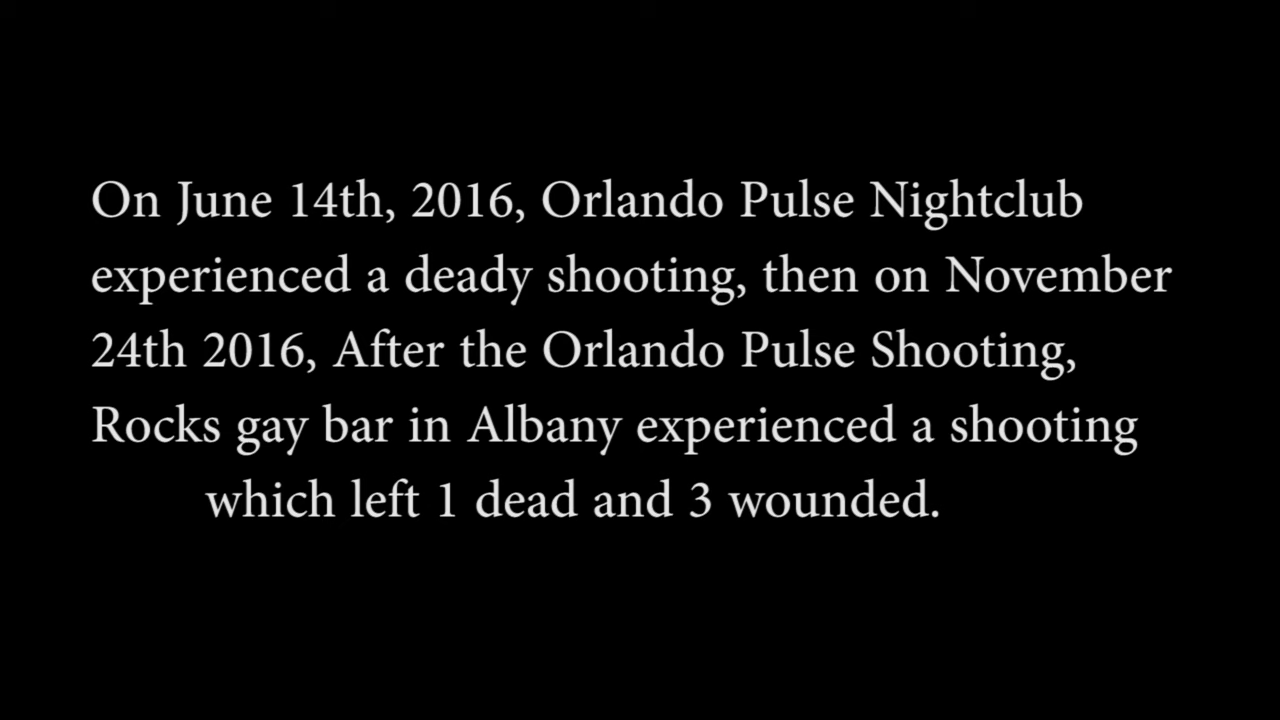 On June 14th, 2016, Orlando Pulse Nightclub
experienced a deady shooting, then on November
24th 2016, After the Orlando Pulse Shooting,
Rocks gay bar in Albany experienced a shooting
which left 1 dead and 3 wounded.